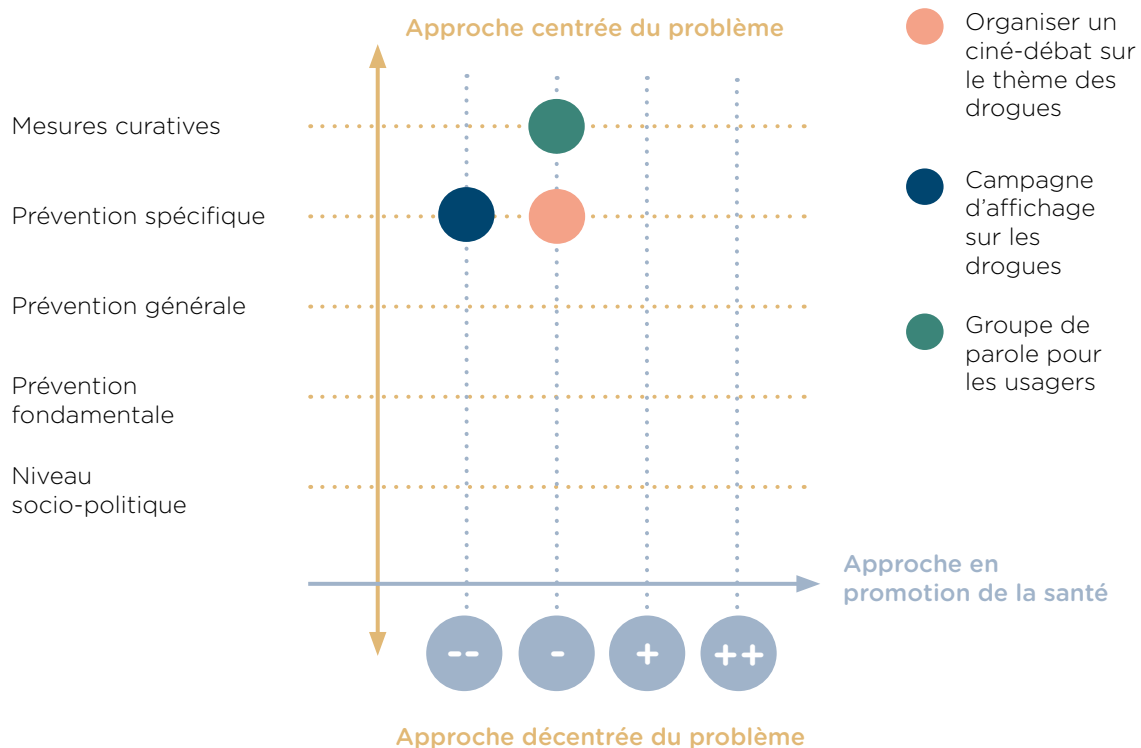 Approche centrée du problème
Mesures curatives
Prévention spécifique
Prévention générale
Prévention
fondamentale
Niveau
socio-politique
Organiser un
ciné-débat sur
le thème des
drogues
Campagne
d'affichage
sur les
drogues
Groupe de
parole pour
les usagers
Approche en
promotion de la santé
-- - + ++
Approche décentrée du problème